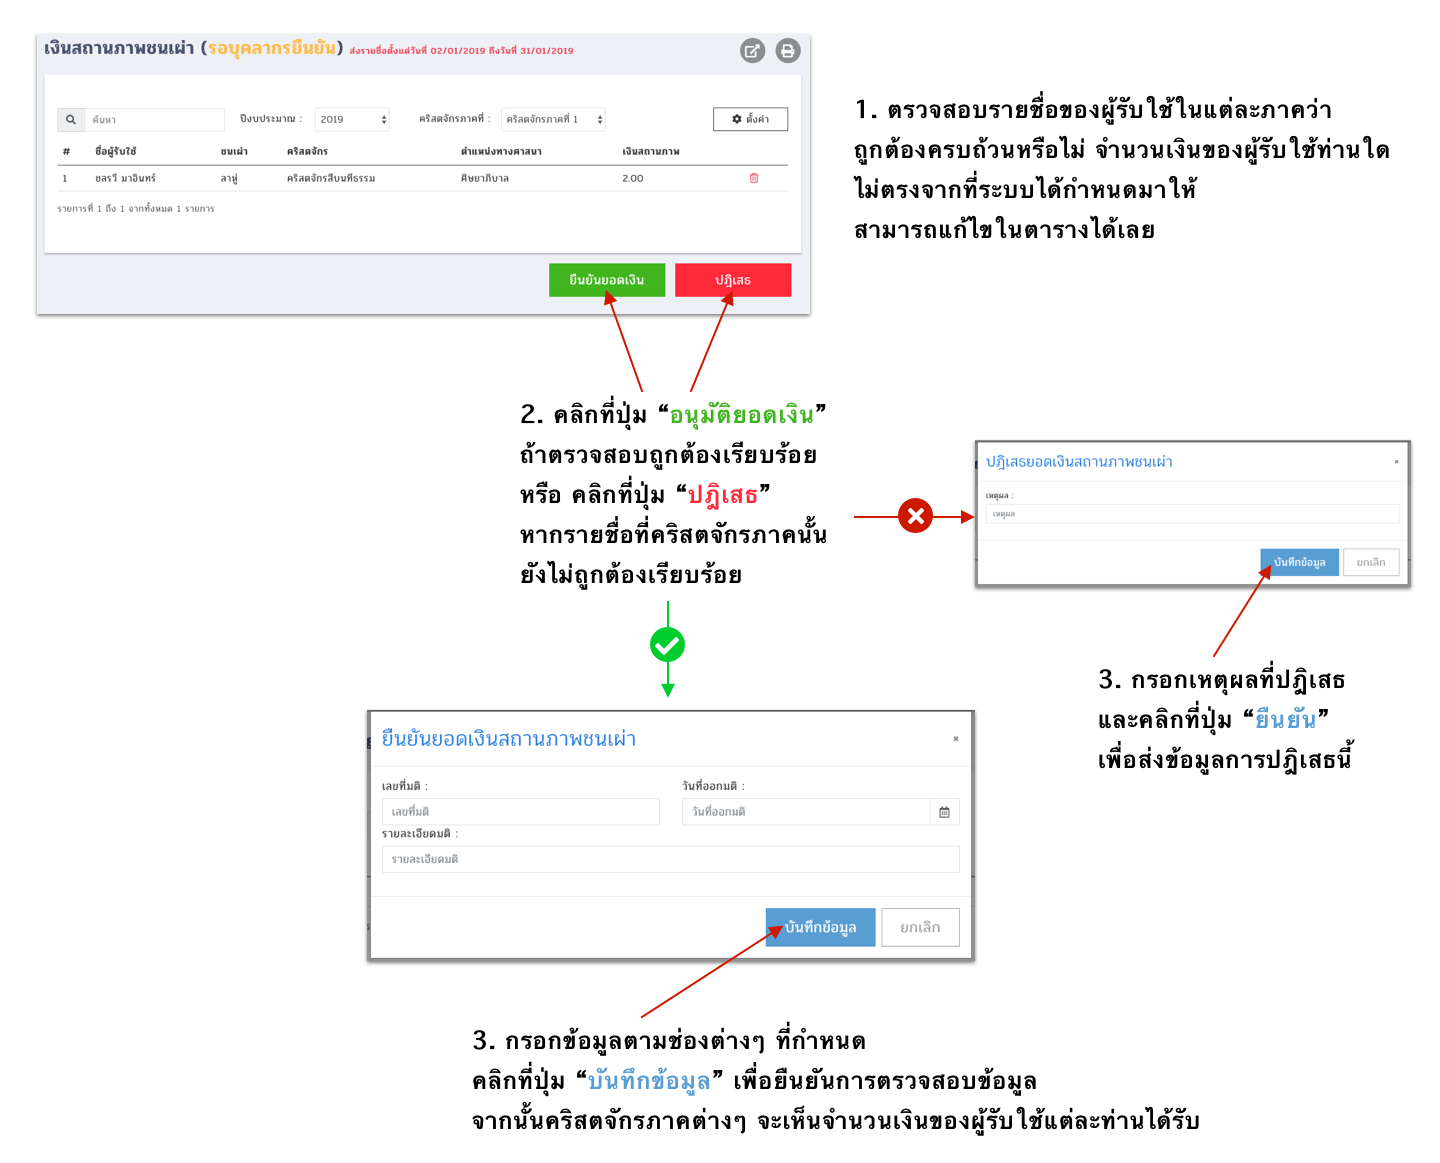 เงินสถานภาพชนเผ่า (รอบุคลากรยืนยัน) ส่งรายชื่อตั้งแต่วันที่ 02/01/2019 ถึงวันที่ 31/01/2019
ค้นหา ปีงบประมาณ : 2019 คริสตจักรภาคที่ : คริสตจักรภาคที่ 1 ตั้งค่า
# ชื่อผู้รับใช้ ชนเผ่า คริสตจักร ตำแหน่งทางศาสนา เงินสถานภาพ
1 ชลรวี มาอินทร์ ลาหู่ คริสตจักรสืบนทีธรรม ศิษยาภิบาล 2.00
รายการที่ 1 ถึง 1 จากทั้งหมด 1 รายการ
ยืนยันยอดเงิน ปฎิเสธ
1. ตรวจสอบรายชื่อของผู้รับใช้ในแต่ละภาคว่า
ถูกต้องครบถ้วนหรือไม่ จำนวนเงินของผู้รับใช้ท่านใด
ไม่ตรงจากที่ระบบได้กำหนดมาให้
สามารถแก้ไขในตารางได้เลย
2. คลิกที่ปุ่ม “อนุมัติยอดเงิน”
ถ้าตรวจสอบถูกต้องเรียบร้อย
หรือ คลิกที่ปุ่ม “ปฎิเสธ”
หากรายชื่อที่คริสตจักรภาคนั้น
ยังไม่ถูกต้องเรียบร้อย
ปฎิเสธยอดเงินสถานภาพชนเผ่า ×
เหตุผล :
เหตุผล
บันทึกข้อมูล ยกเลิก
3. กรอกเหตุผลที่ปฎิเสธ
และคลิกที่ปุ่ม “ยืนยัน”
เพื่อส่งข้อมูลการปฎิเสธนี้
ยืนยันยอดเงินสถานภาพชนเผ่า ×
เลขที่มติ : วันที่ออกมติ :
เลขที่มติ วันที่ออกมติ
รายละเอียดมติ :
รายละเอียดมติ
บันทึกข้อมูล ยกเลิก
3. กรอกข้อมูลตามช่องต่างๆ ที่กำหนด
คลิกที่ปุ่ม “บันทึกข้อมูล” เพื่อยืนยันการตรวจสอบข้อมูล
จากนั้นคริสตจักรภาคต่างๆ จะเห็นจำนวนเงินของผู้รับใช้แต่ละท่านได้รับ